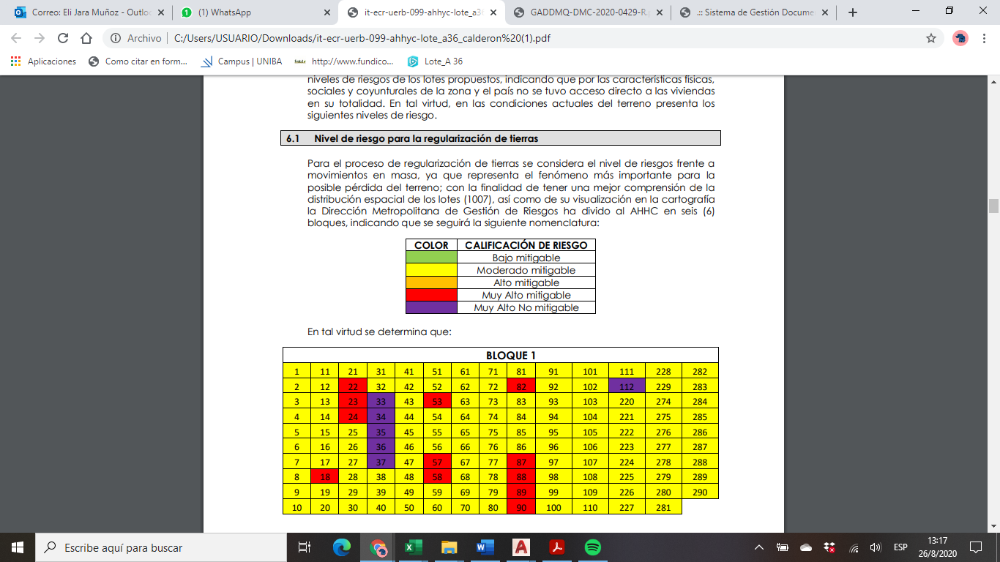 Correo: Eli Jara Muñoz - Outlo
(1) WhatsApp
it-ecr-uerb-099-ahhyc-lote_a3
GADDMQ-DMC-2020-0429-R.
.:: Sistema de Gestión Docume
Archivo
C:/Users/USUARIO/Downloads/it-ecr-uerb-099-ahhyc-lote_a36_calderon%20(1).pdf
Aplicaciones
Como citar en form...
Campus | UNIBA
http://www.fundico...
Lote_A 36
niveles de riesgos de los lotes propuestos, indicando que por las características físicas,
sociales y coyunturales de la zona y el país no se tuvo acceso directo a las viviendas
en su totalidad. En tal virtud, en las condiciones actuales del terreno presenta los
siguientes niveles de riesgo.
6.1 Nivel de riesgo para la regularización de tierras
Para el proceso de regularización de tierras se considera el nivel de riesgos frente a
movimientos en masa, ya que representa el fenómeno más importante para la
posible pérdida del terreno; con la finalidad de tener una mejor comprensión de la
distribución espacial de los lotes (1007), así como de su visualización en la cartografía
la Dirección Metropolitana de Gestión de Riesgos ha divido al AHHC en seis (6)
bloques, indicando que se seguirá la siguiente nomenclatura:
COLOR CALIFICACIÓN DE RIESGO
Bajo mitigable
Moderado mitigable
Alto mitigable
Muy Alto mitigable
Muy Alto No mitigable
En tal virtud se determina que:
BLOQUE 1
1 11 21 31 41 51 61 71 81 91 101 111 228 282
2 12 22 32 42 52 62 72 82 92 102 112 229 283
3 13 23 33 43 53 63 73 83 93 103 220 274 284
4 14 24 34 44 54 64 74 84 94 104 221 275 285
5 15 25 35 45 55 65 75 85 95 105 222 276 286
6 16 26 36 46 56 66 76 86 96 106 223 277 287
7 17 27 37 47 57 67 77 87 97 107 224 278 288
8 18 28 38 48 58 68 78 88 98 108 225 279 289
9 19 29 39 49 59 69 79 89 99 109 226 280 290
10 20 30 40 50 60 70 80 90 100 110 227 281
Escribe aquí para buscar
ESP
13:17
26/8/2020